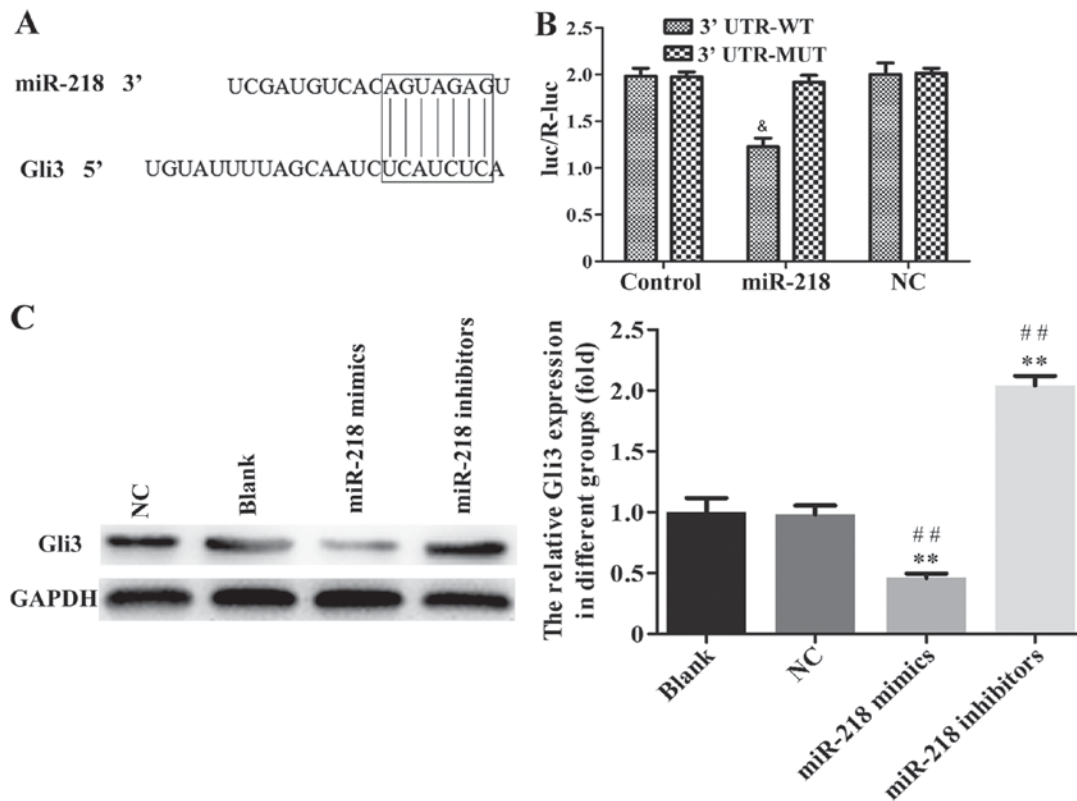 A
miR-218 3’ UCGAUGUCACAGUAGAGU
Gli3 5’ UGUAUUUUAGCAAUCUCAUCUCA
B
3’ UTR-WT
3’ UTR-MUT
luc/R-luc
2.5
2.0
1.5
1.0
0.5
0
&
Control miR-218 NC
C
NC Blank miR-218 mimics miR-218 inhibitors
Gli3
GAPDH
The relative Gli3 expression
in different groups (fold)
2.5
2.0
1.5
1.0
0.5
0
##
**
##
**
Blank NC miR-218 mimics miR-218 inhibitors